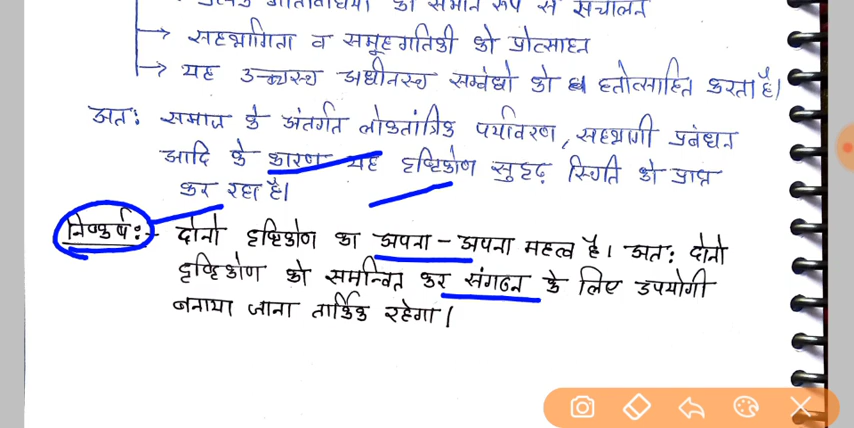 → सहभागिता व समूहगतिकी को प्रोत्साहन
→ यह उच्चस्थ अधीनस्थ सम्बंधो को हतोत्साहित करता है।
अतः समाज के अंतर्गत लोकतांत्रिक पर्यावरण, सहभागी प्रबंधन
आदि के कारण यह दृष्टिकोण सुदृढ़ स्थिति को प्राप्त
कर रहा है।
निष्कर्ष:- दोनो दृष्टिकोण का अपना-अपना महत्व है। अतः दोनो
दृष्टिकोण को समन्वित कर संगठन के लिए उपयोगी
बनाया जाना तार्किक रहेगा।